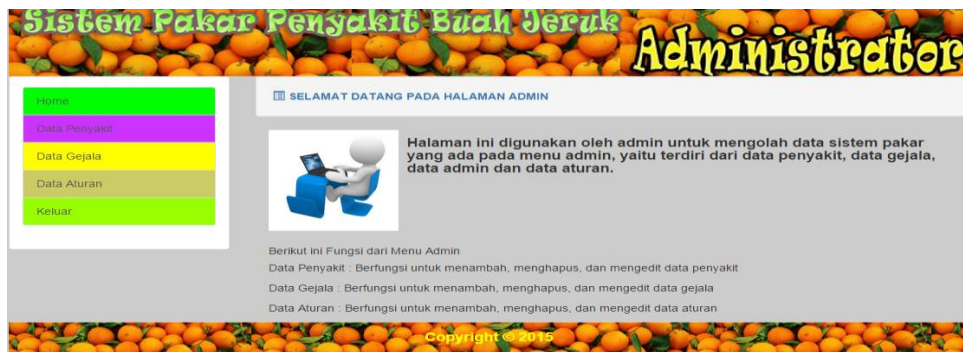 Sistem Pakar Penyakit Buah Jeruk
Administrator
Home
Data Penyakit
Data Gejala
Data Aturan
Keluar
SELAMAT DATANG PADA HALAMAN ADMIN
Halaman ini digunakan oleh admin untuk mengolah data sistem pakar
yang ada pada menu admin, yaitu terdiri dari data penyakit, data gejala,
data admin dan data aturan.
Berikut ini Fungsi dari Menu Admin
Data Penyakit : Berfungsi untuk menambah, menghapus, dan mengedit data penyakit
Data Gejala : Berfungsi untuk menambah, menghapus, dan mengedit data gejala
Data Aturan : Berfungsi untuk menambah, menghapus, dan mengedit data aturan
Copyright © 2015